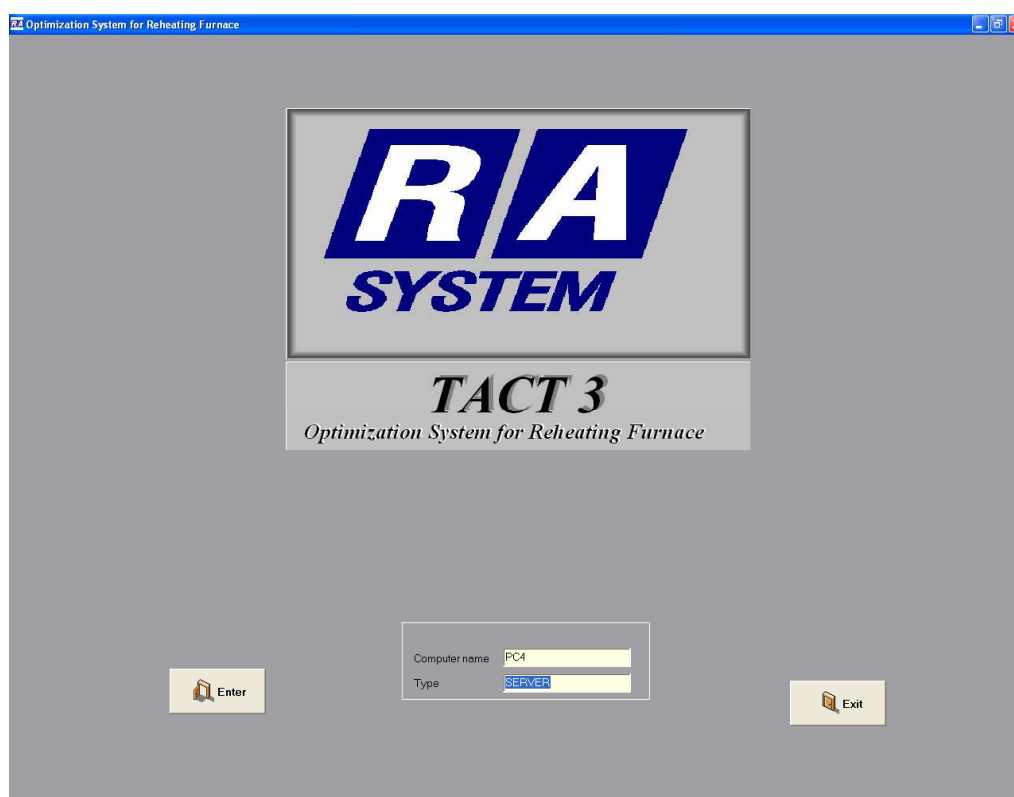 RA Optimization System for Reheating Furnace
RA
SYSTEM
TACT 3
Optimization System for Reheating Furnace
Computer name PC4
Type SERVER
Enter
Exit